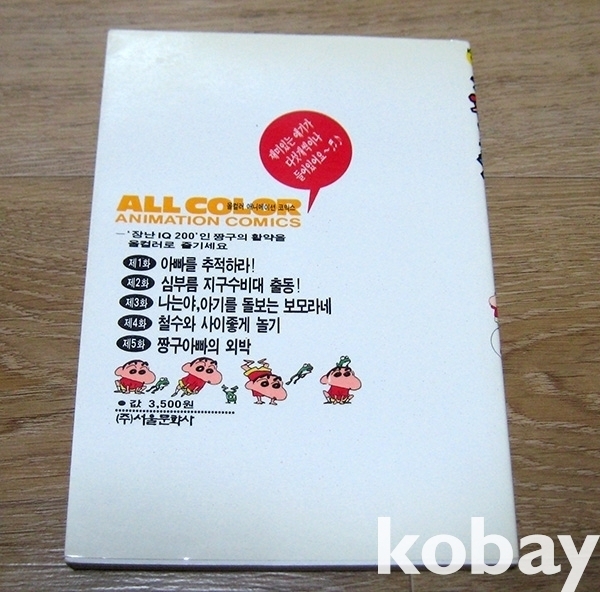 재미있는 얘기가
다섯개씩이나
들어있어요~♬♪
ALL COLOR
올컬러 애니메이션 코믹스
ANIMATION COMICS
—'장난 IQ 200'인 짱구의 활약을
올컬러로 즐기세요
제1화 아빠를 추적하라!
제2화 심부름 지구수비대 출동!
제3화 나는야,아기를 돌보는 보모라네
제4화 철수와 사이좋게 놀기
제5화 짱구아빠의 외박
● 값 3,500원
(주)서울문화사
kobay